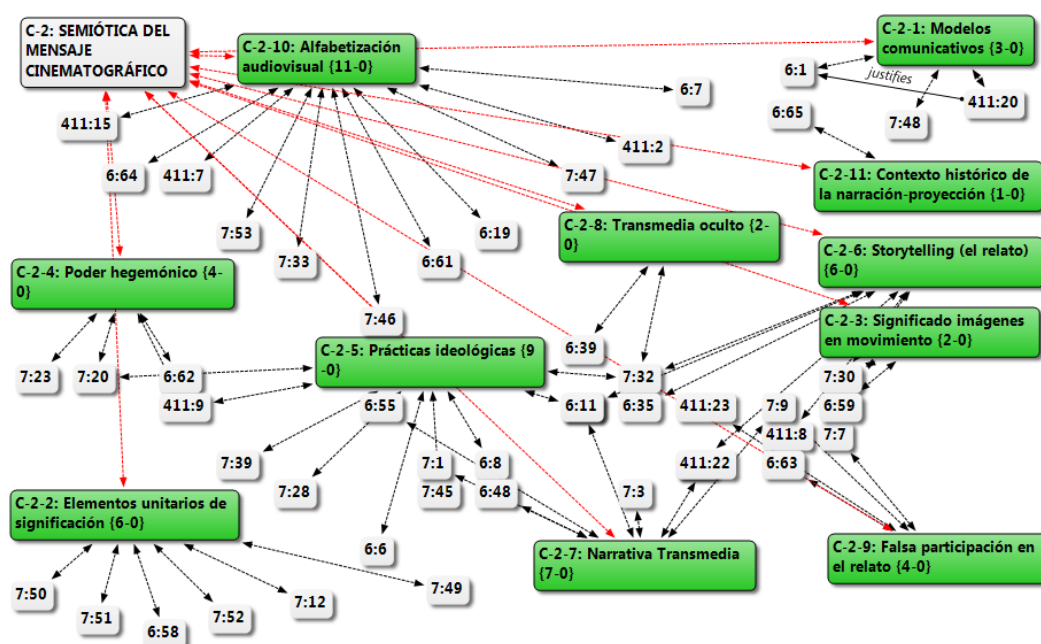 C-2: SEMIÓTICA DEL
MENSAJE
CINEMATOGRÁFICO
C-2-10: Alfabetización
audiovisual {11-0}
C-2-1: Modelos
comunicativos {3-0}
6:1
justifies
6:7
411:20
6:65
411:15
7:48
411:2
6:64
411:7
7:47
C-2-11: Contexto histórico de
la narración-proyección {1-0}
7:53
6:19
C-2-8: Transmedia oculto {2-
0}
7:33
6:61
C-2-6: Storytelling (el relato)
{6-0}
C-2-4: Poder hegemónico {4-
0}
7:46
C-2-3: Significado imágenes
en movimiento {2-0}
6:39
C-2-5: Prácticas ideológicas {9
-0}
7:23
7:20
6:62
7:32
7:30
411:9
6:55
6:11
6:35
411:23
7:9
6:59
411:8
7:7
7:39
7:1
6:8
411:22
6:63
7:28
7:45
6:48
7:3
C-2-2: Elementos unitarios de
significación {6-0}
6:6
C-2-7: Narrativa Transmedia
{7-0}
C-2-9: Falsa participación en
el relato {4-0}
7:50
7:51
6:58
7:52
7:12
7:49